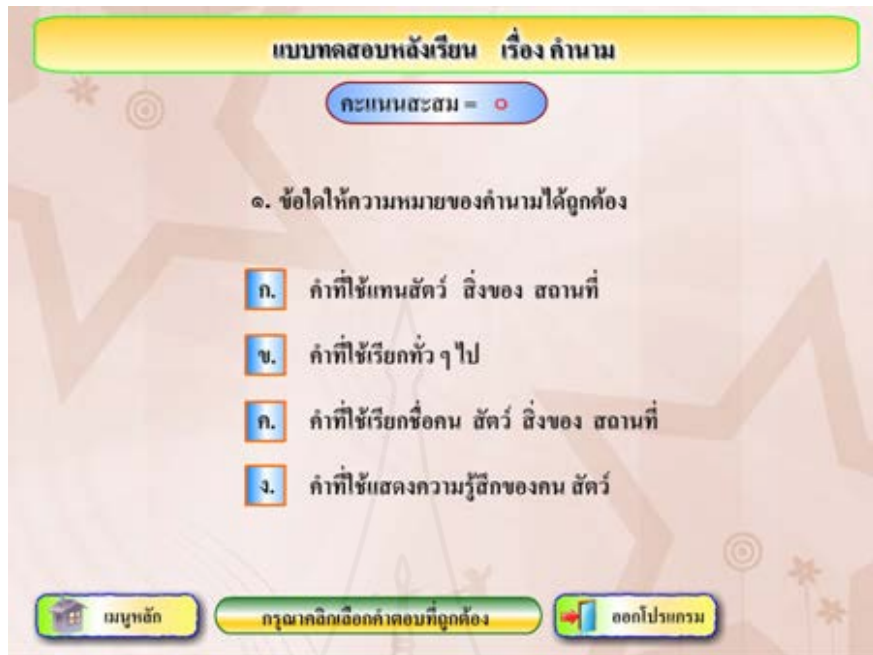 แบบทดสอบหลังเรียน เรื่อง คำนาม
คะแนนสะสม = ๐
๑. ข้อใดให้ความหมายของคำนามได้ถูกต้อง
ก. คำที่ใช้แทนสัตว์ สิ่งของ สถานที่
ข. คำที่ใช้เรียกทั่ว ๆ ไป
ค. คำที่ใช้เรียกชื่อคน สัตว์ สิ่งของ สถานที่
ง. คำที่ใช้แสดงความรู้สึกของคน สัตว์
เมนูหลัก กรุณาคลิกเลือกคำตอบที่ถูกต้อง ออกโปรแกรม